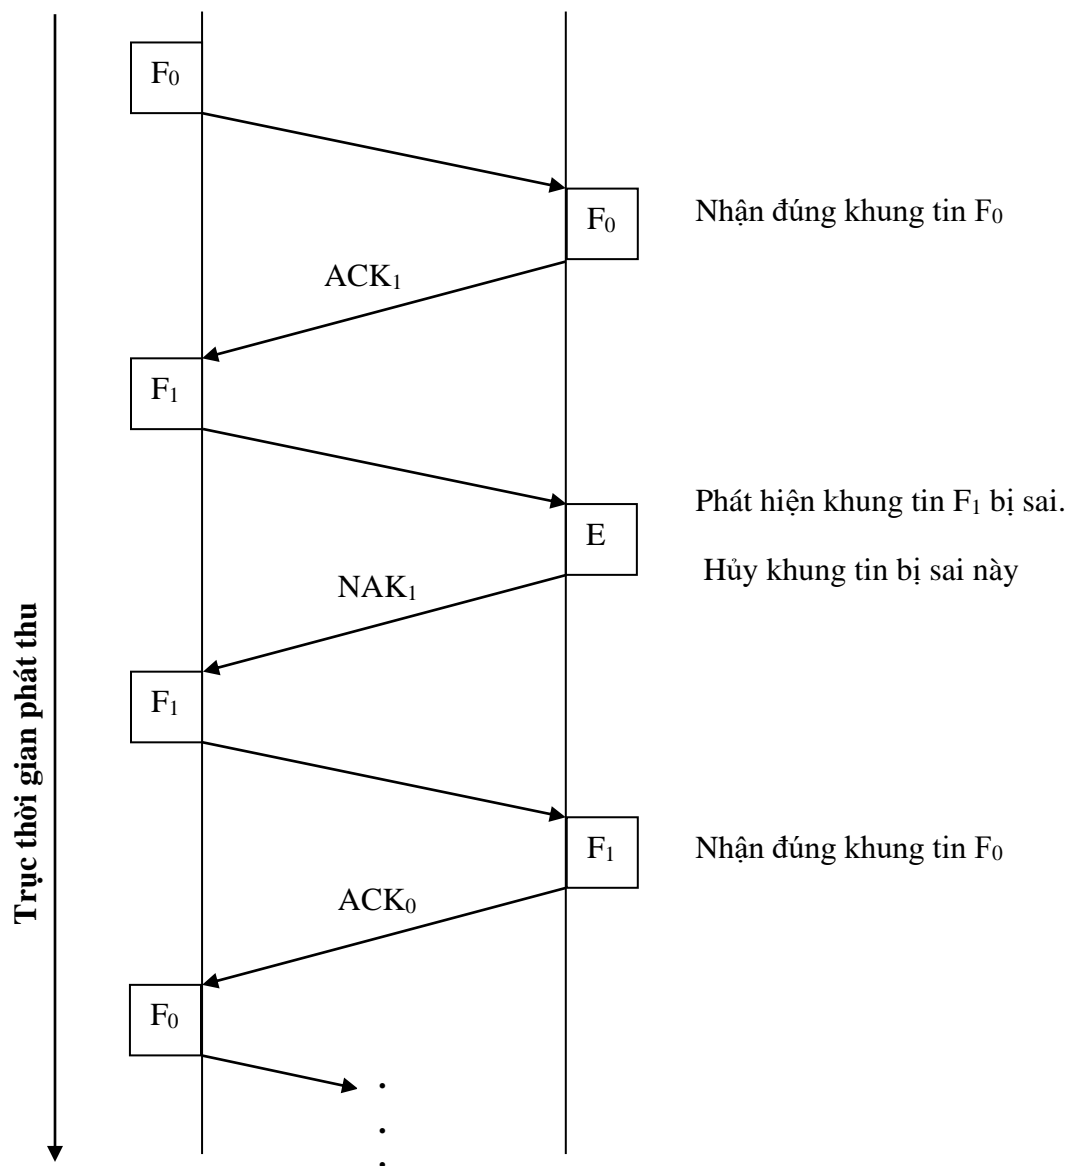 F₀
F₀
Nhận đúng khung tin F₀
ACK₁
F₁
Phát hiện khung tin F₁ bị sai.
E
Hủy khung tin bị sai này
NAK₁
Trục thời gian phát thu
F₁
F₁
Nhận đúng khung tin F₀
ACK₀
F₀